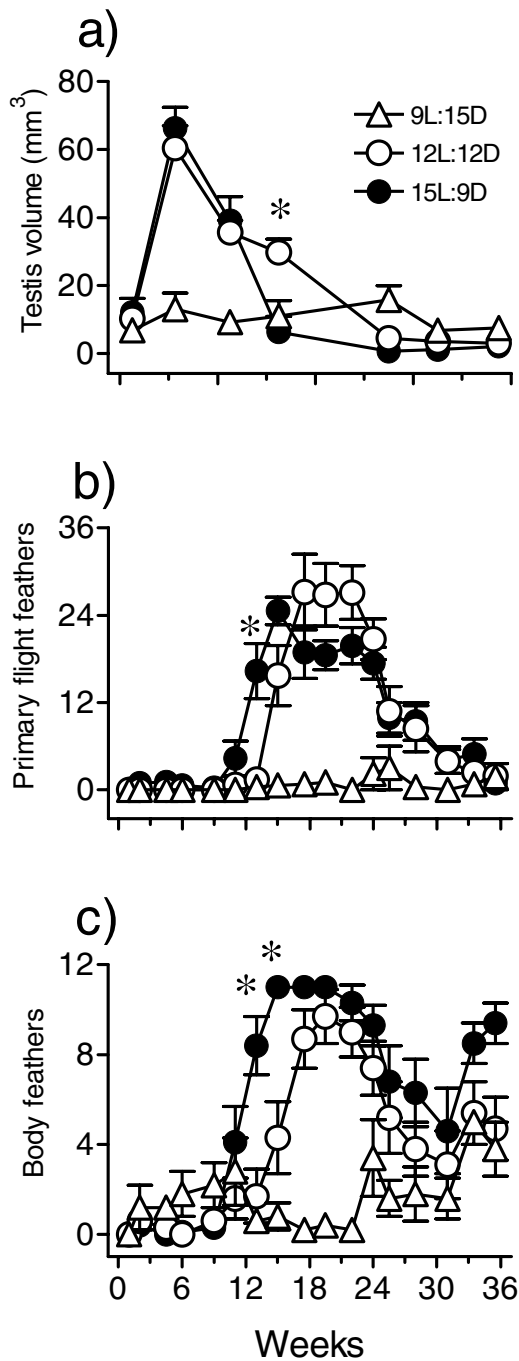 a)
Testis volume (mm³)
80
60
40
20
0
9L:15D
12L:12D
15L:9D
*
b)
Primary flight feathers
36
24
12
0
*
c)
Body feathers
12
8
4
0
* *
0 6 12 18 24 30 36
Weeks